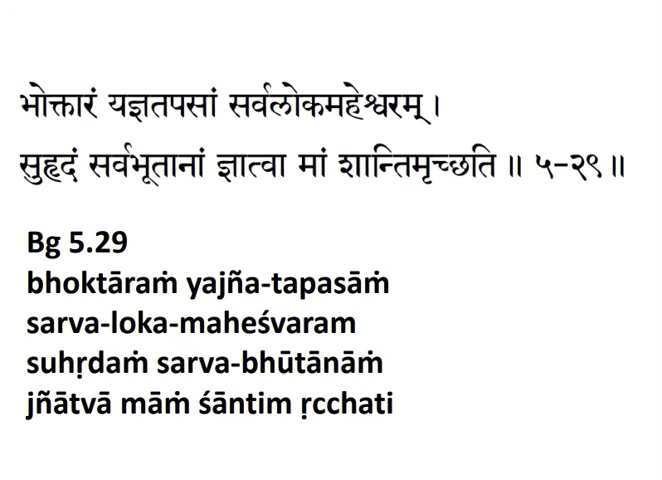 भोक्तारं यज्ञतपसां सर्वलोकमहेश्वरम् ।
सुहृदं सर्वभूतानां ज्ञात्वा मां शान्तिमृच्छति ॥ ५-२९ ॥
Bg 5.29
bhoktāraṁ yajña-tapasāṁ
sarva-loka-maheśvaram
suhṛdaṁ sarva-bhūtānāṁ
jñātvā māṁ śāntim ṛcchati